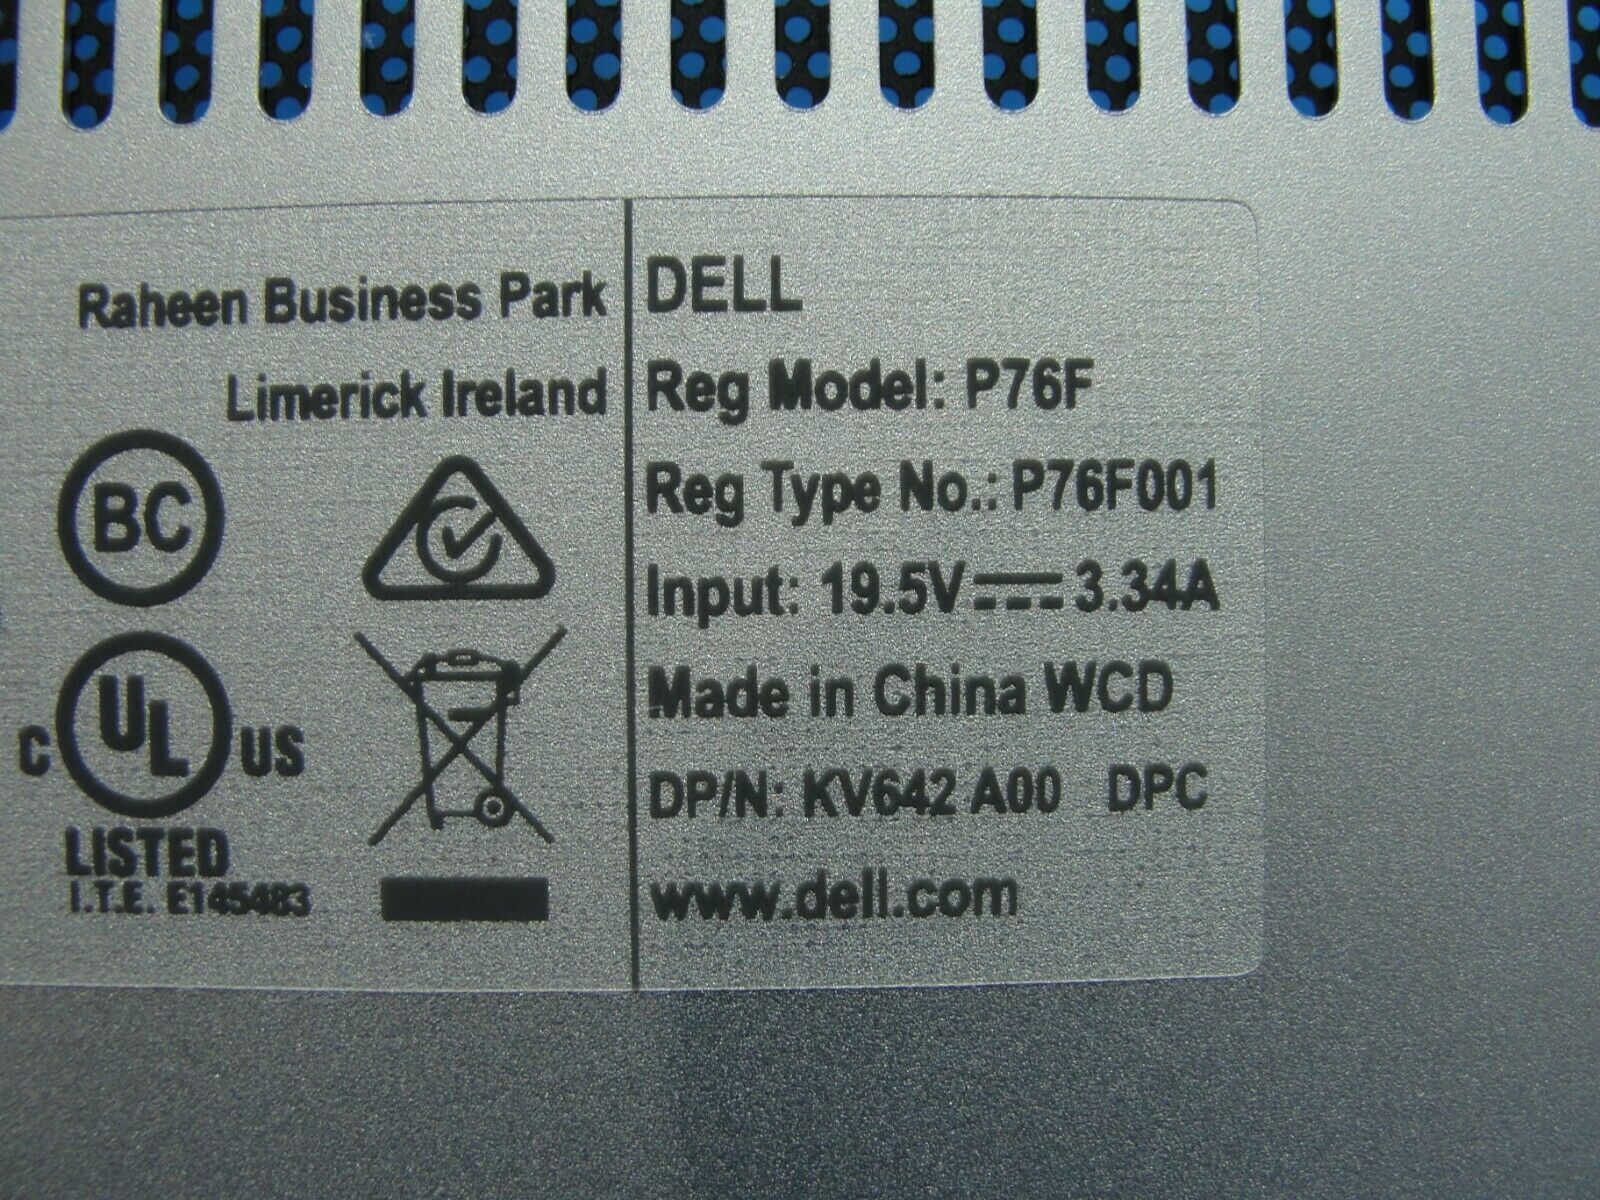 Raheen Business Park
Limerick Ireland
BC
C UL US
LISTED
I.T.E. E145483
DELL
Reg Model: P76F
Reg Type No.: P76F001
Input: 19.5V⎓3.34A
Made in China WCD
DP/N: KV642 A00 DPC
www.dell.com